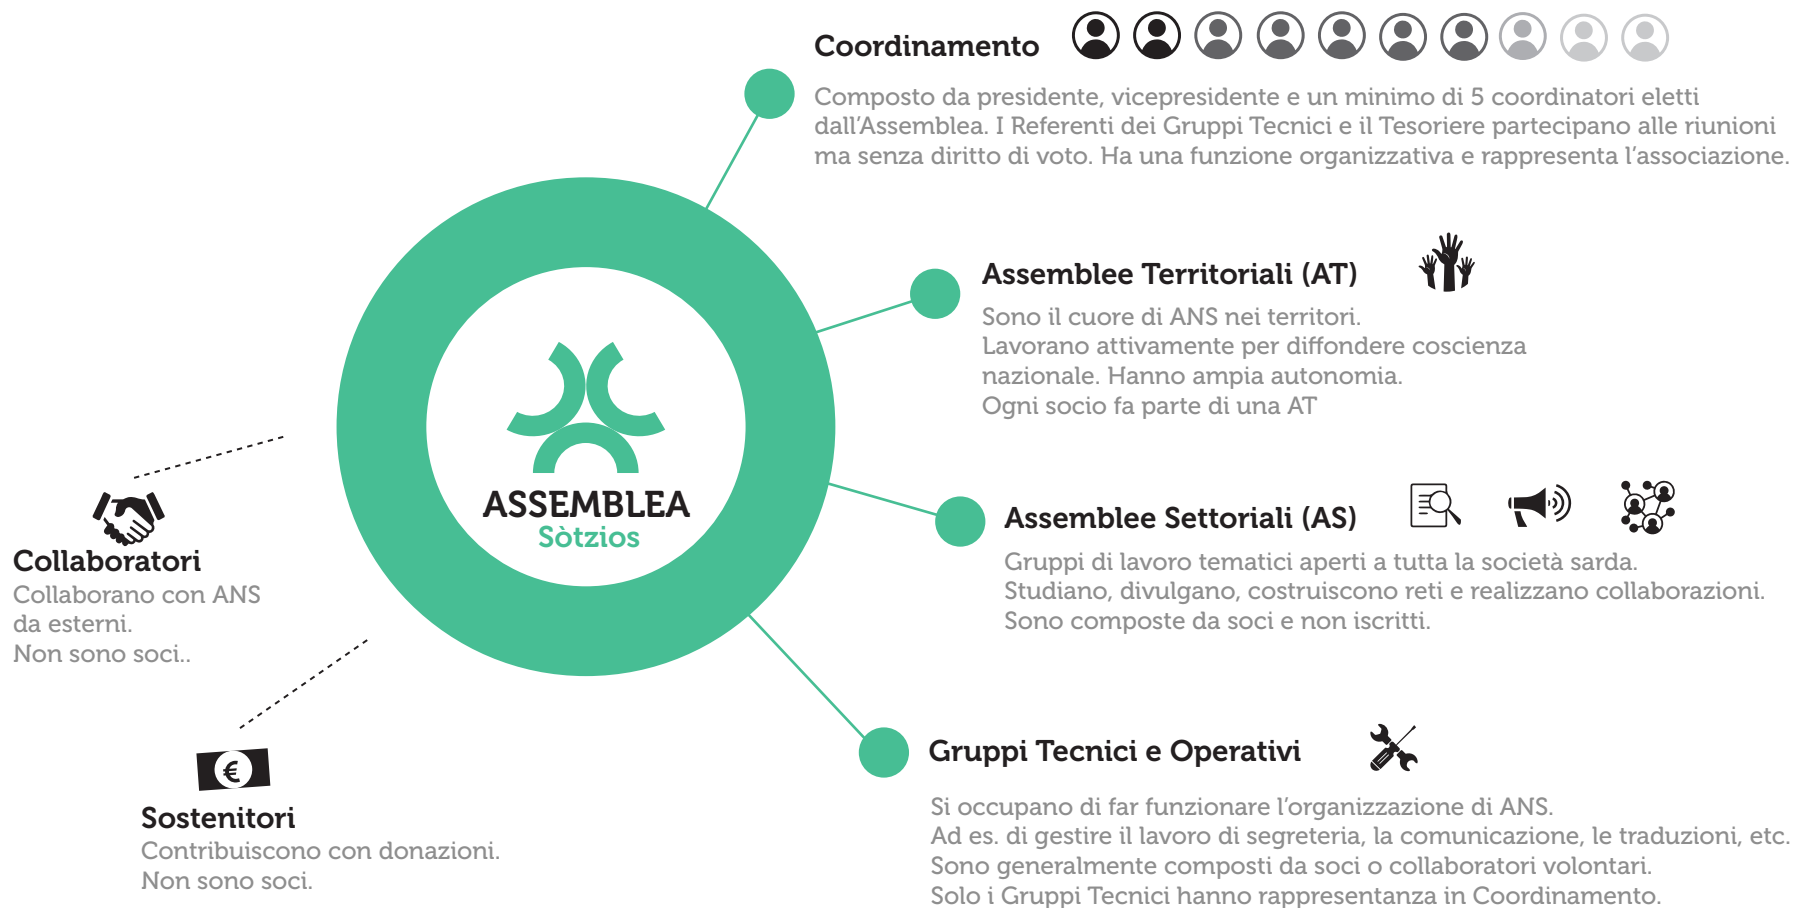 Coordinamento
Composto da presidente, vicepresidente e un minimo di 5 coordinatori eletti
dall’Assemblea. I Referenti dei Gruppi Tecnici e il Tesoriere partecipano alle riunioni
ma senza diritto di voto. Ha una funzione organizzativa e rappresenta l’associazione.
Assemblee Territoriali (AT)
Sono il cuore di ANS nei territori.
Lavorano attivamente per diffondere coscienza
nazionale. Hanno ampia autonomia.
Ogni socio fa parte di una AT
ASSEMBLEA
Sòtzios
Assemblee Settoriali (AS)
Gruppi di lavoro tematici aperti a tutta la società sarda.
Studiano, divulgano, costruiscono reti e realizzano collaborazioni.
Sono composte da soci e non iscritti.
Collaboratori
Collaborano con ANS
da esterni.
Non sono soci..
€
Sostenitori
Contribuiscono con donazioni.
Non sono soci.
Gruppi Tecnici e Operativi
Si occupano di far funzionare l’organizzazione di ANS.
Ad es. di gestire il lavoro di segreteria, la comunicazione, le traduzioni, etc.
Sono generalmente composti da soci o collaboratori volontari.
Solo i Gruppi Tecnici hanno rappresentanza in Coordinamento.